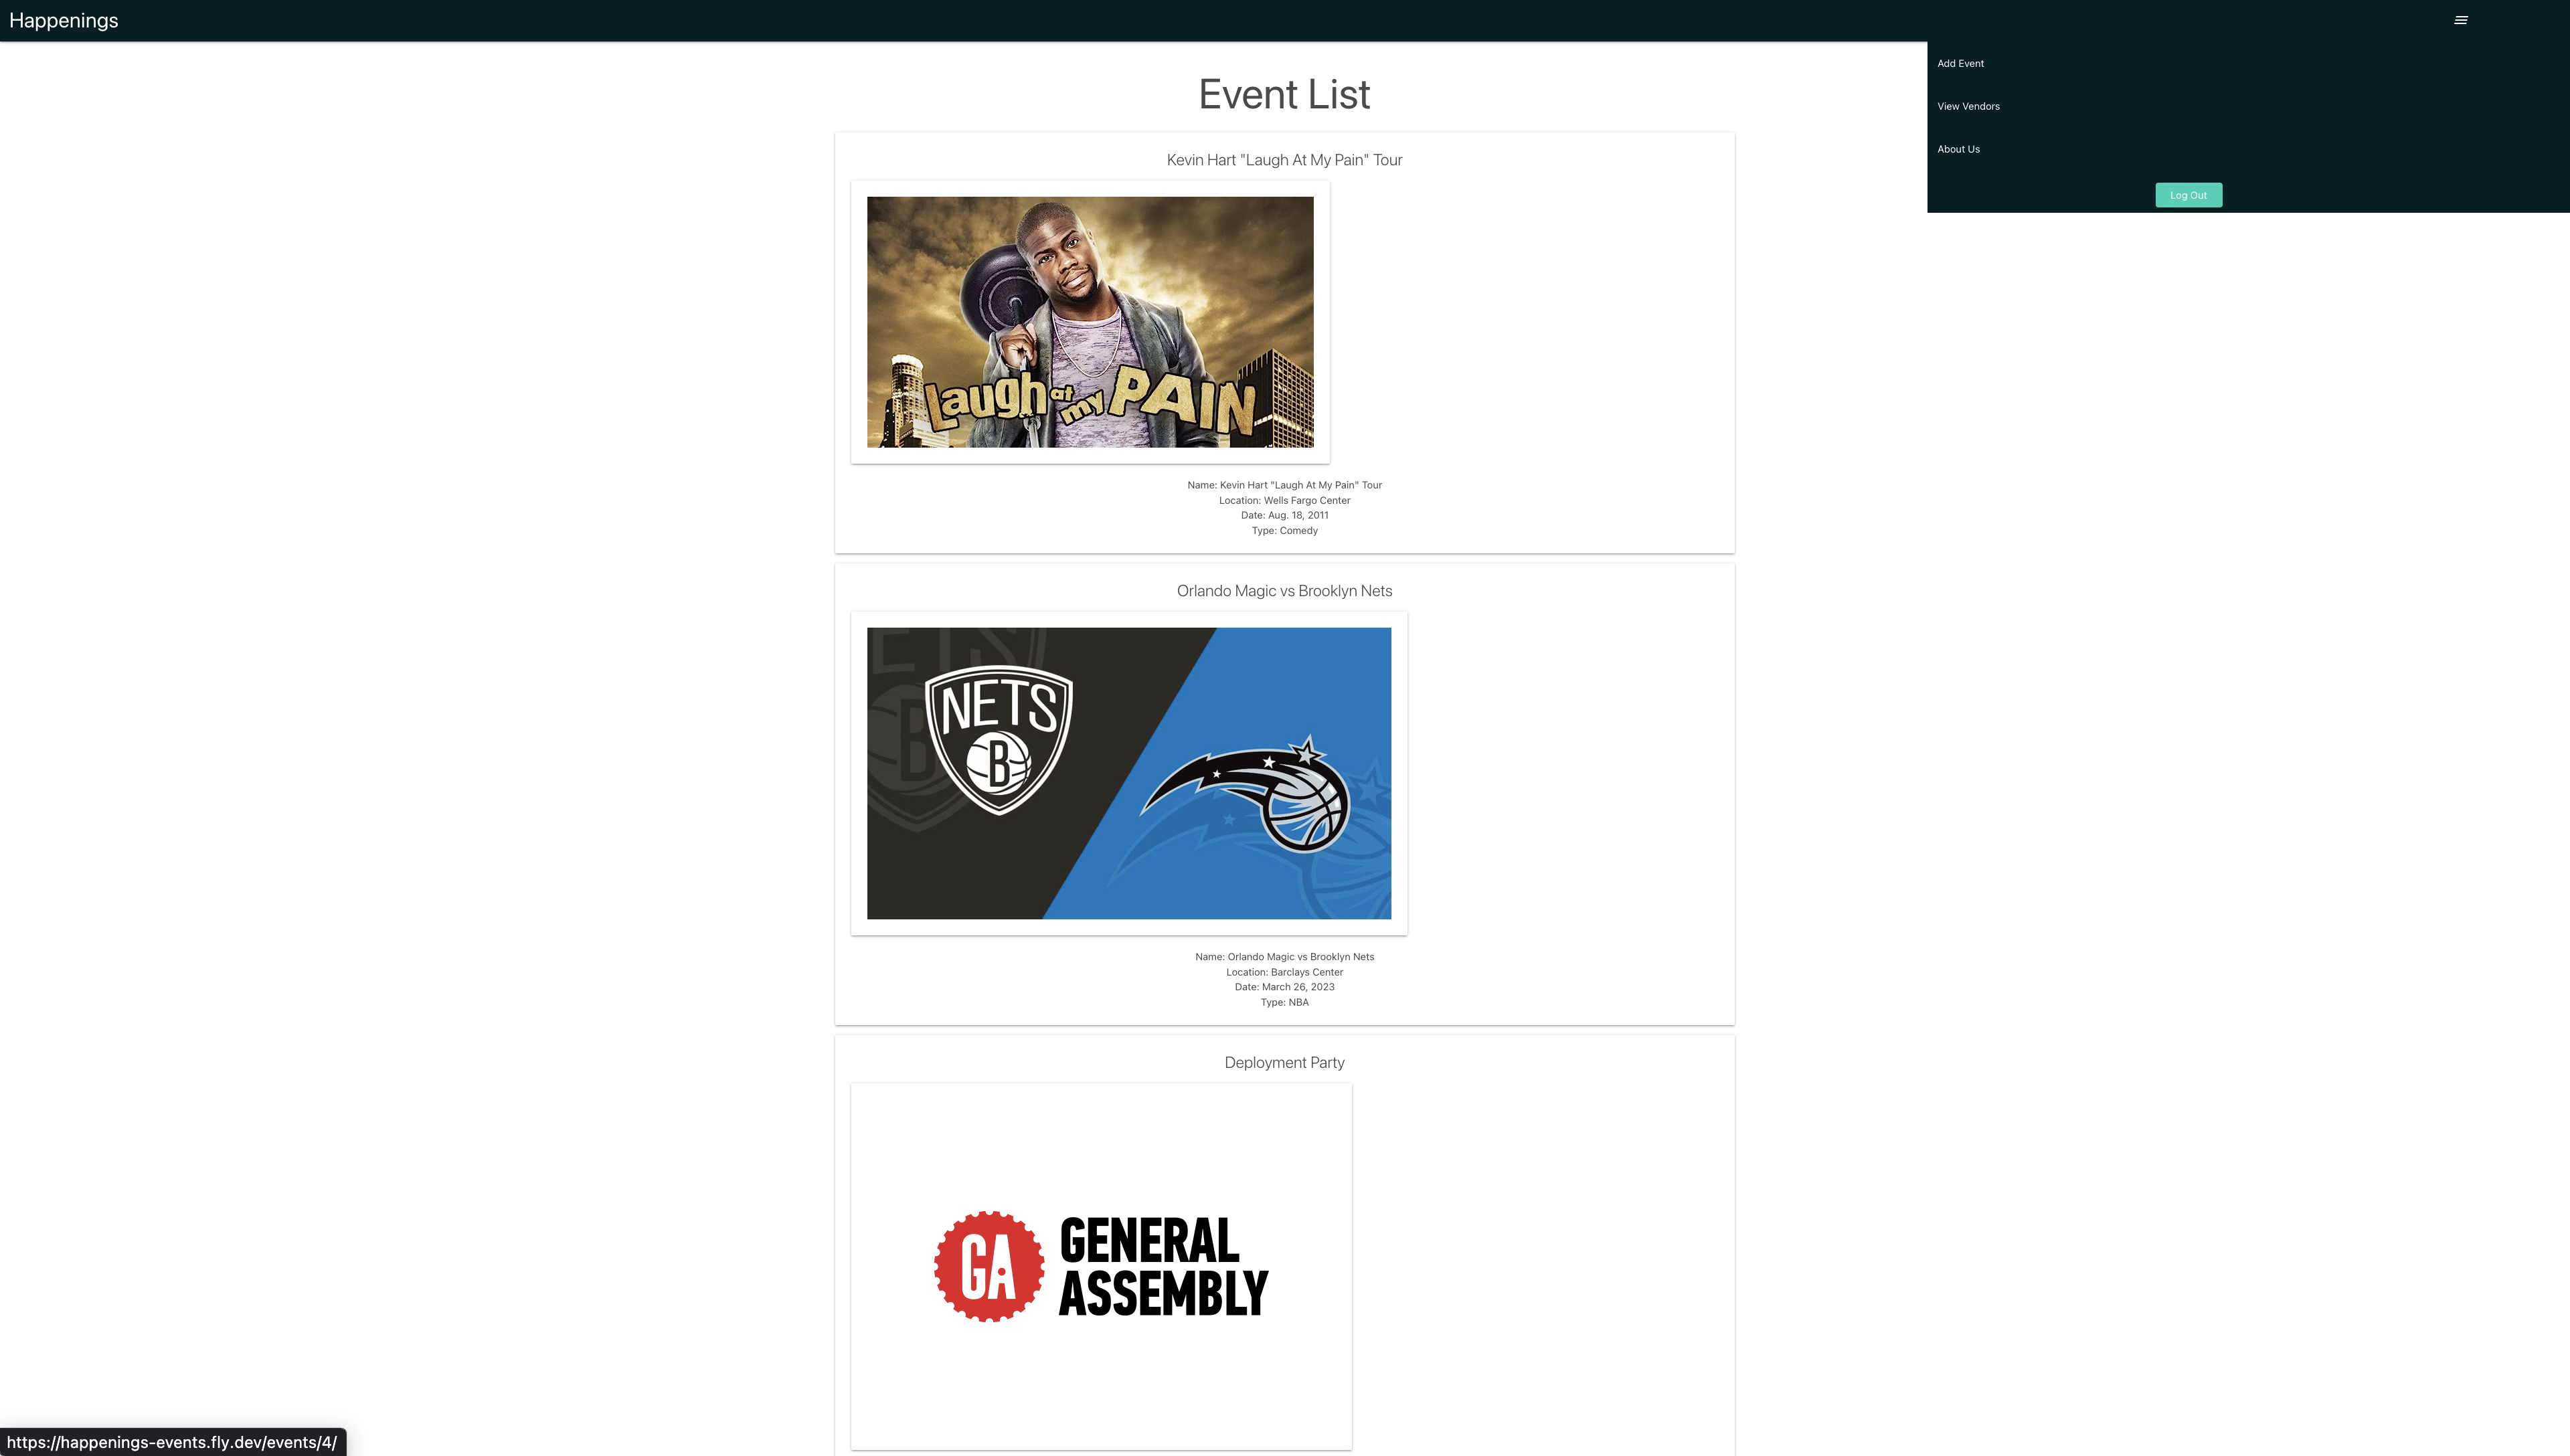 Happenings
Add Event
View Vendors
About Us
Log Out
Event List
Kevin Hart "Laugh At My Pain" Tour
Laugh at my PAIN
Name: Kevin Hart "Laugh At My Pain" Tour
Location: Wells Fargo Center
Date: Aug. 18, 2011
Type: Comedy
Orlando Magic vs Brooklyn Nets
NETS
NETS
B
B
Name: Orlando Magic vs Brooklyn Nets
Location: Barclays Center
Date: March 26, 2023
Type: NBA
Deployment Party
GA
GENERAL
ASSEMBLY
https://happenings-events.fly.dev/events/4/